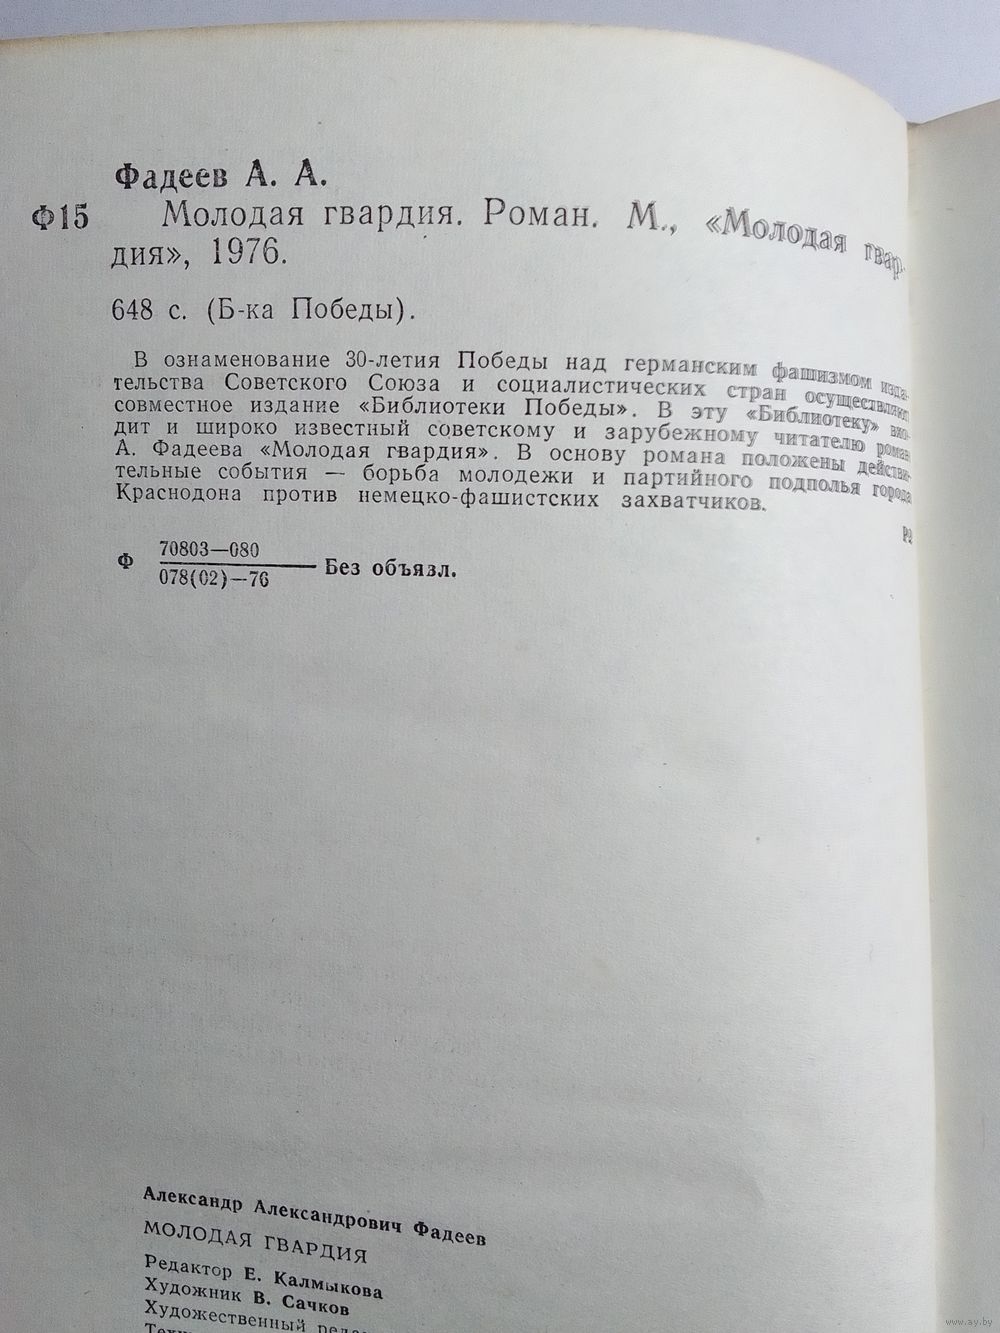 Фадеев А. А.
Ф15 Молодая гвардия. Роман. М., «Молодая гвар-
дия», 1976.
648 с. (Б-ка Победы).
В ознаменование 30-летия Победы над германским фашизмом изда-
тельства Советского Союза и социалистических стран осуществляют
совместное издание «Библиотеки Победы». В эту «Библиотеку» вхо-
дит и широко известный советскому и зарубежному читателю роман
А. Фадеева «Молодая гвардия». В основу романа положены действи-
тельные события — борьба молодежи и партийного подполья города
Краснодона против немецко-фашистских захватчиков.
Р2
Ф 70803—080
078(02)—76 Без объявл.
Александр Александрович Фадеев
МОЛОДАЯ ГВАРДИЯ
Редактор Е. Калмыкова
Художник В. Сачков
Художественный
www.ay.by